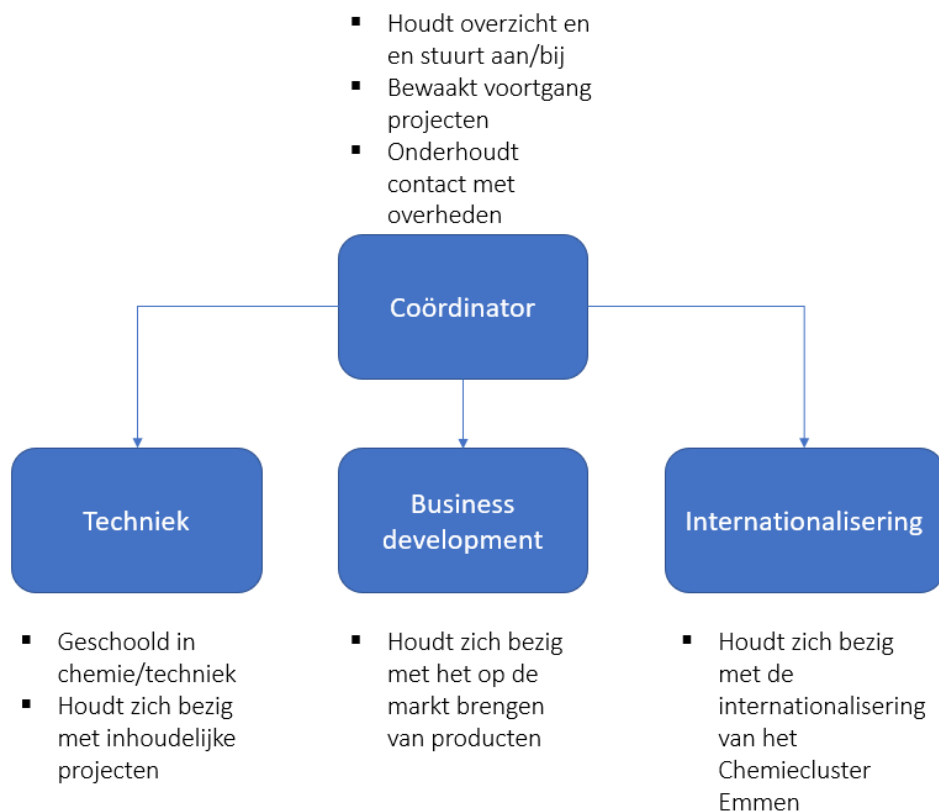 ▪ Houdt overzicht en
en stuurt aan/bij
▪ Bewaakt voortgang
projecten
▪ Onderhoudt
contact met
overheden
Coördinator
Techniek
Business
development
Internationalisering
▪ Geschoold in
chemie/techniek
▪ Houdt zich bezig
met inhoudelijke
projecten
▪ Houdt zich bezig
met het op de
markt brengen
van producten
▪ Houdt zich bezig
met de
internationalisering
van het
Chemiecluster
Emmen